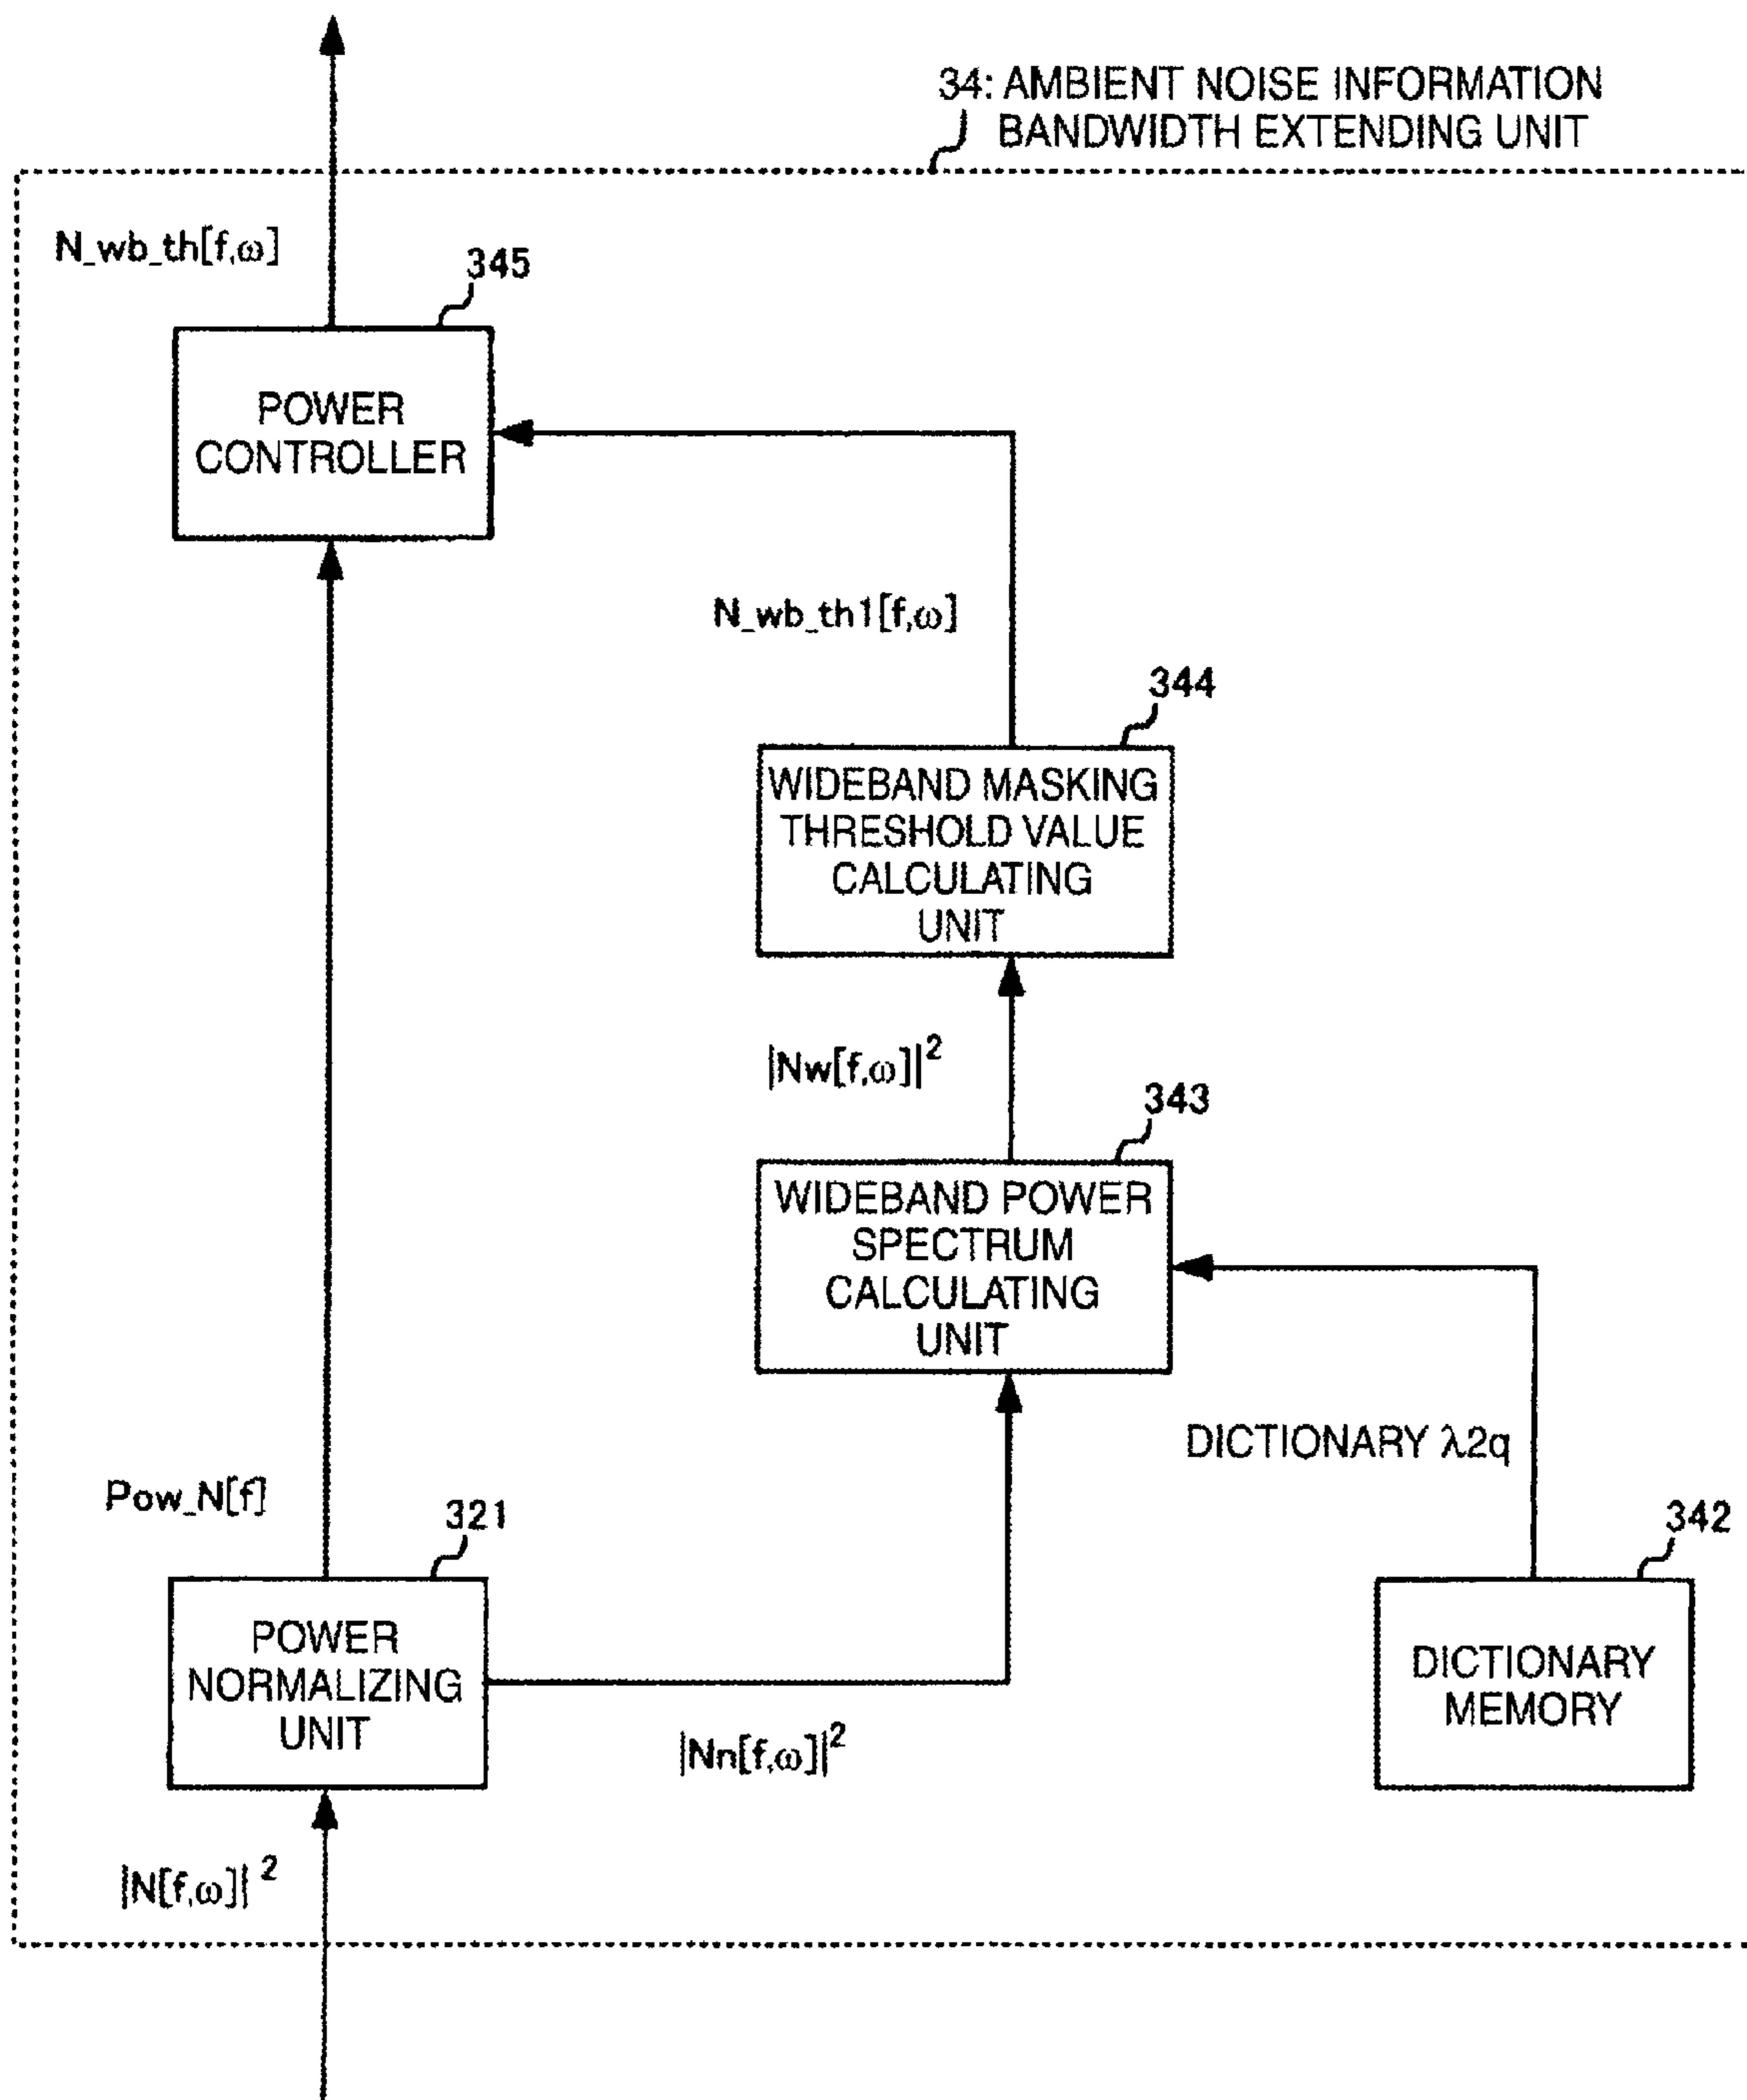 34: AMBIENT NOISE INFORMATION
BANDWIDTH EXTENDING UNIT
N_wb_th[f,ω]
345
POWER
CONTROLLER
N_wb_th1[f,ω]
344
WIDEBAND MASKING
THRESHOLD VALUE
CALCULATING
UNIT
|Nw[f,ω]|²
343
WIDEBAND POWER
SPECTRUM
CALCULATING
UNIT
DICTIONARY λ2q
Pow_N[f]
321
342
POWER
NORMALIZING
UNIT
DICTIONARY
MEMORY
|Nn[f,ω]|²
|N[f,ω]|²